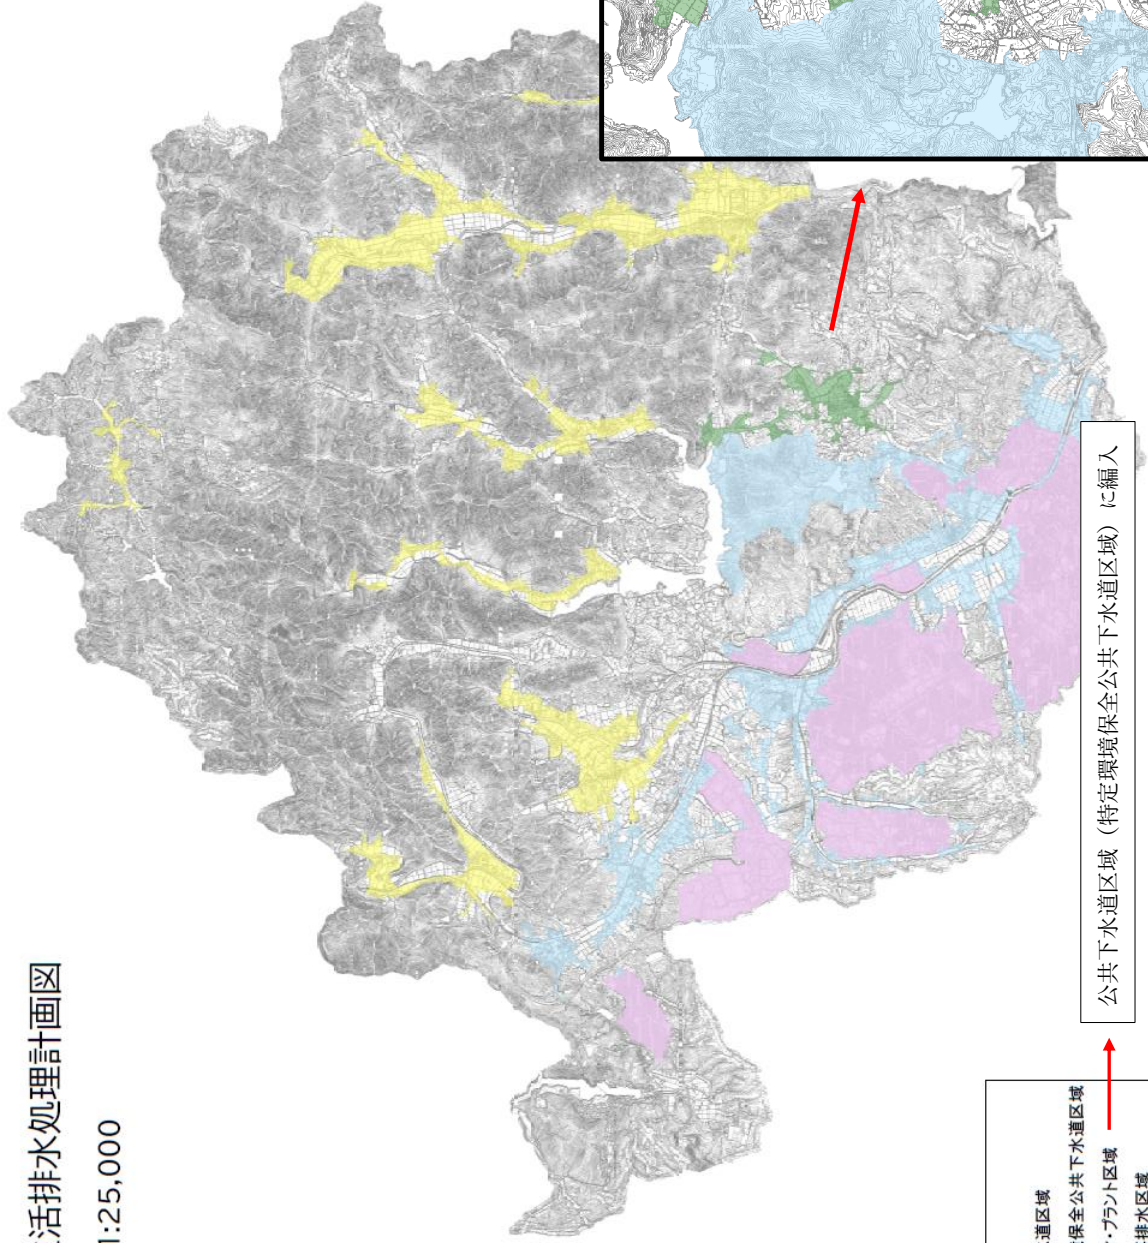 活排水処理計画図
1:25,000
道区域
保全公共下水道区域
・プラント区域
排水区域
公共下水道区域（特定環境保全公共下水道区域）に編入